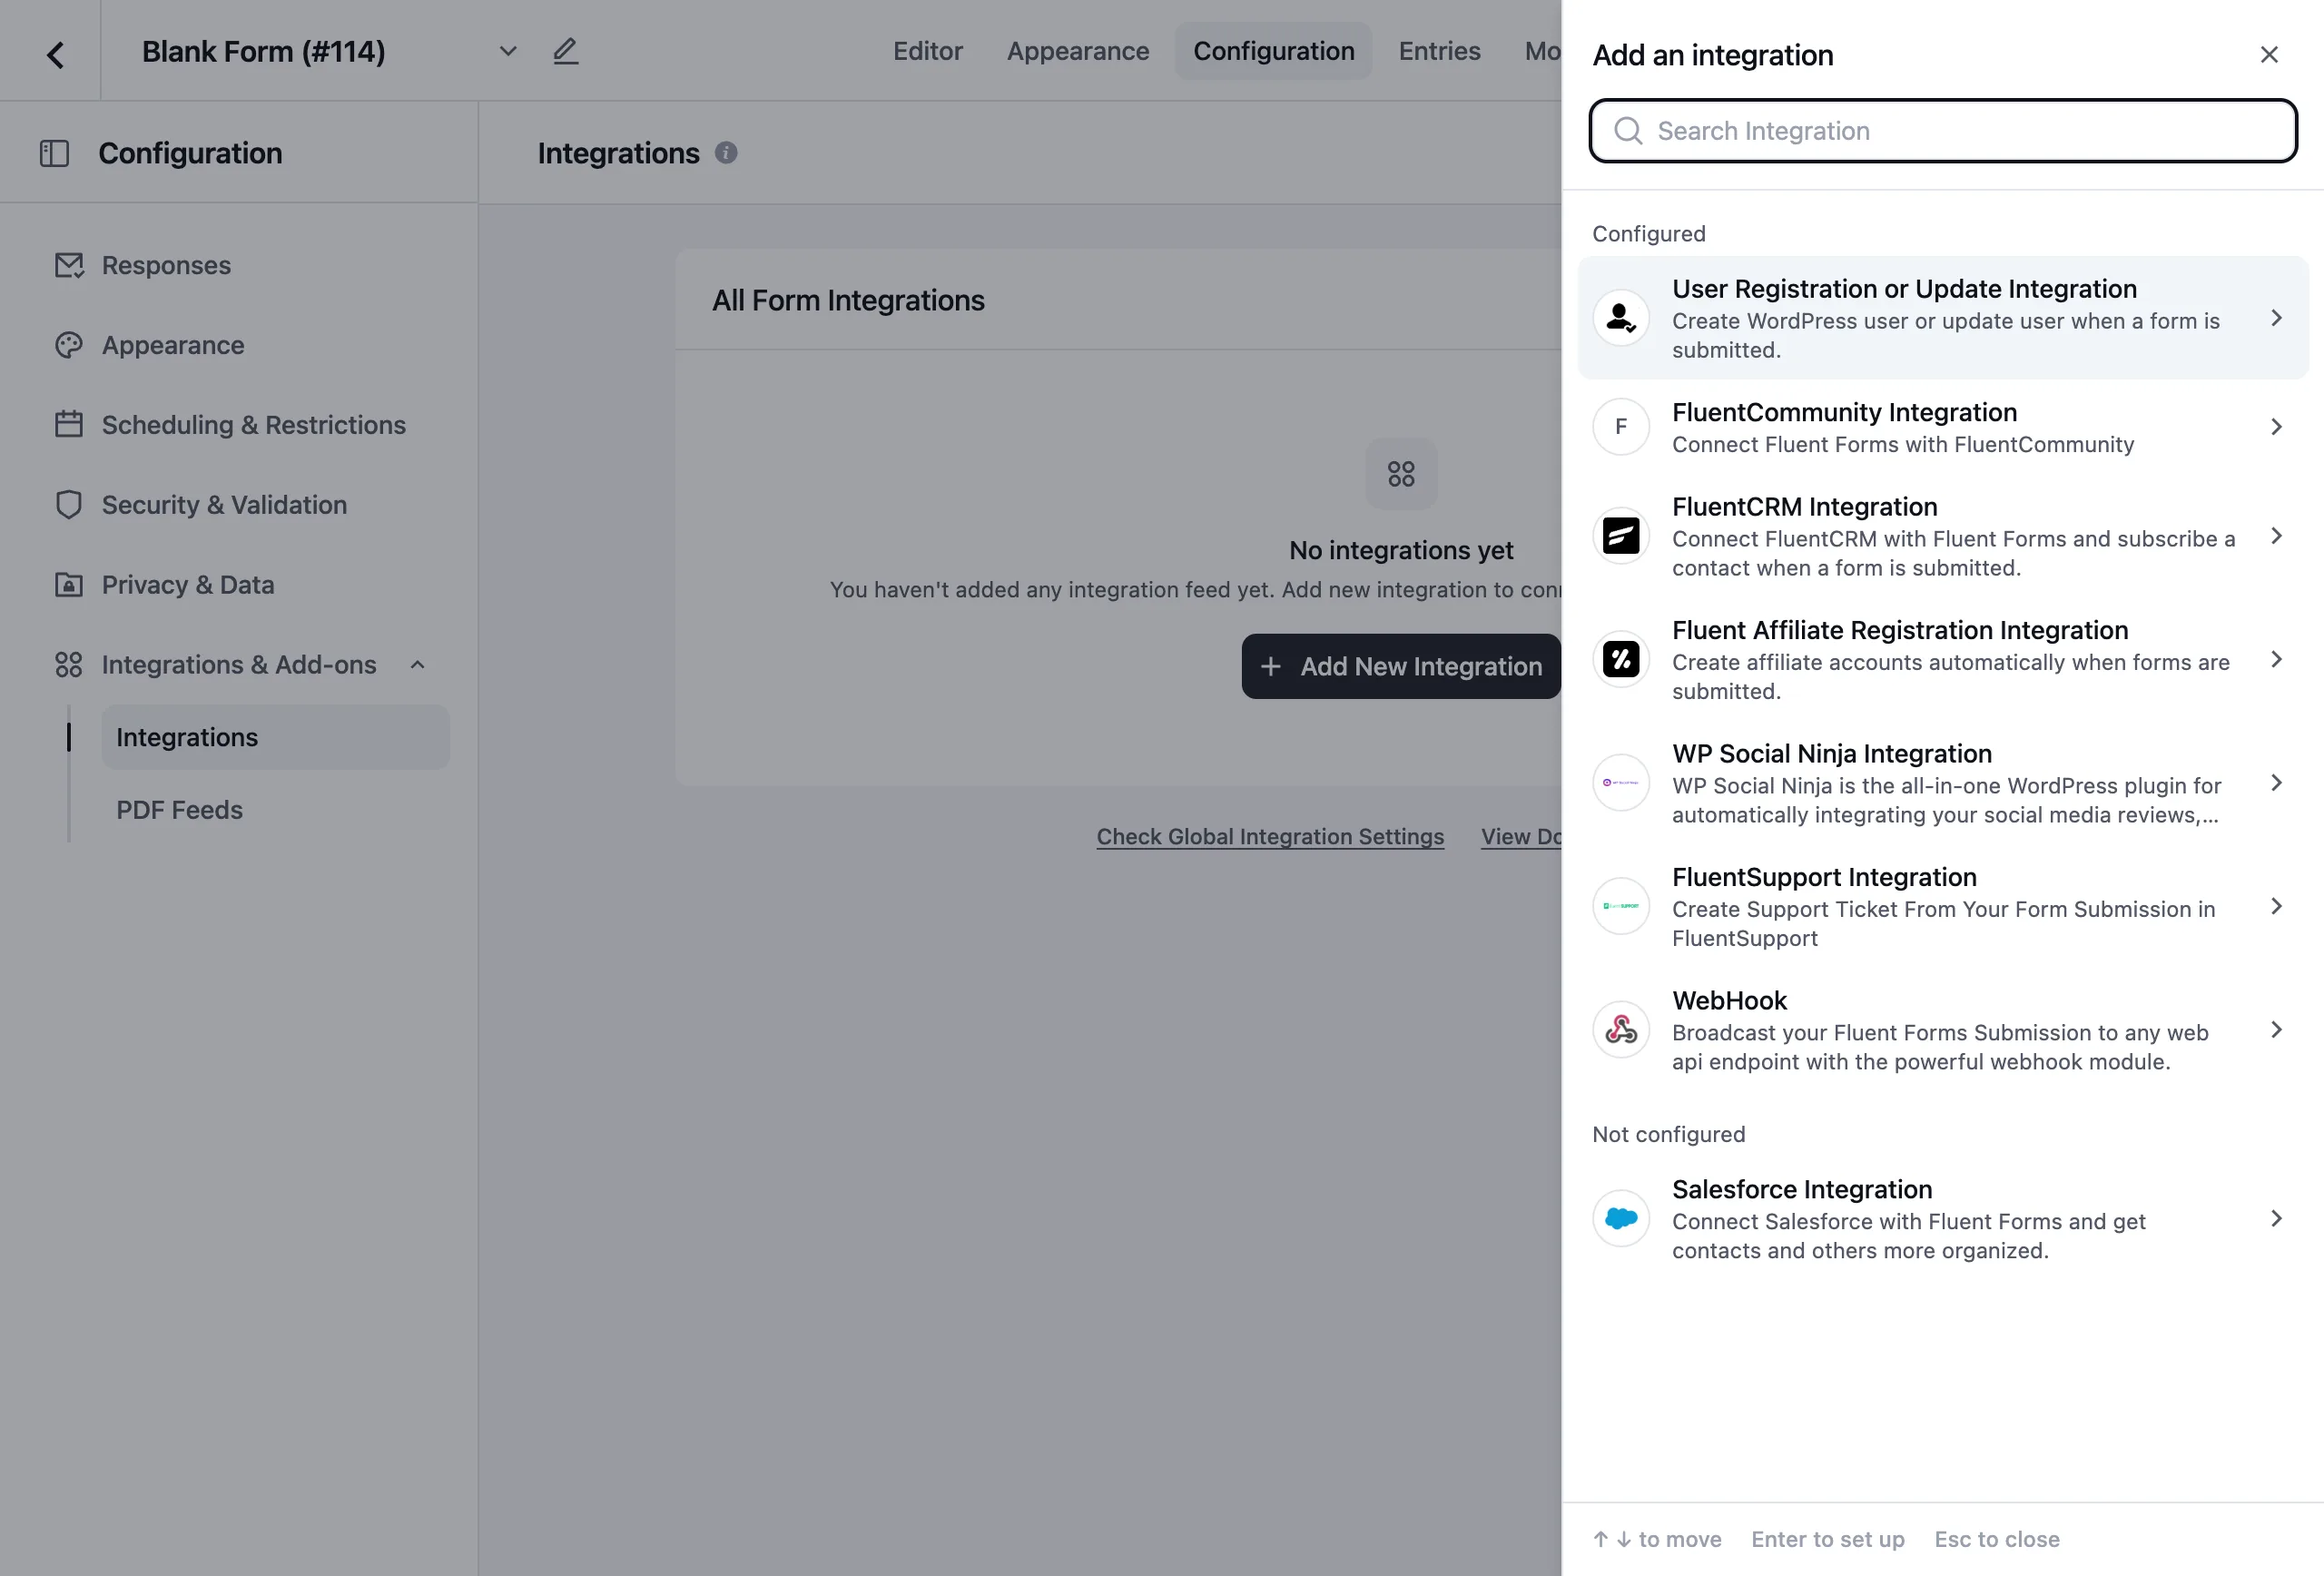 Blank Form (#114)
Editor
Appearance
Configuration
Entries
Mo
Configuration
Responses
Appearance
Scheduling & Restrictions
Security & Validation
Privacy & Data
Integrations & Add-ons
Integrations
PDF Feeds
Integrations
All Form Integrations
No integrations yet
You haven't added any integration feed yet. Add new integration to con
+ Add New Integration
Check Global Integration Settings
View Do
Add an integration
Search Integration
Configured
User Registration or Update Integration
Create WordPress user or update user when a form is
submitted.
F
FluentCommunity Integration
Connect Fluent Forms with FluentCommunity
FluentCRM Integration
Connect FluentCRM with Fluent Forms and subscribe a
contact when a form is submitted.
Fluent Affiliate Registration Integration
Create affiliate accounts automatically when forms are
submitted.
WP Social Ninja Integration
WP Social Ninja is the all-in-one WordPress plugin for
automatically integrating your social media reviews,...
FluentSupport Integration
Create Support Ticket From Your Form Submission in
FluentSupport
WebHook
Broadcast your Fluent Forms Submission to any web
api endpoint with the powerful webhook module.
Not configured
Salesforce Integration
Connect Salesforce with Fluent Forms and get
contacts and others more organized.
↑ ↓ to move
Enter to set up
Esc to close